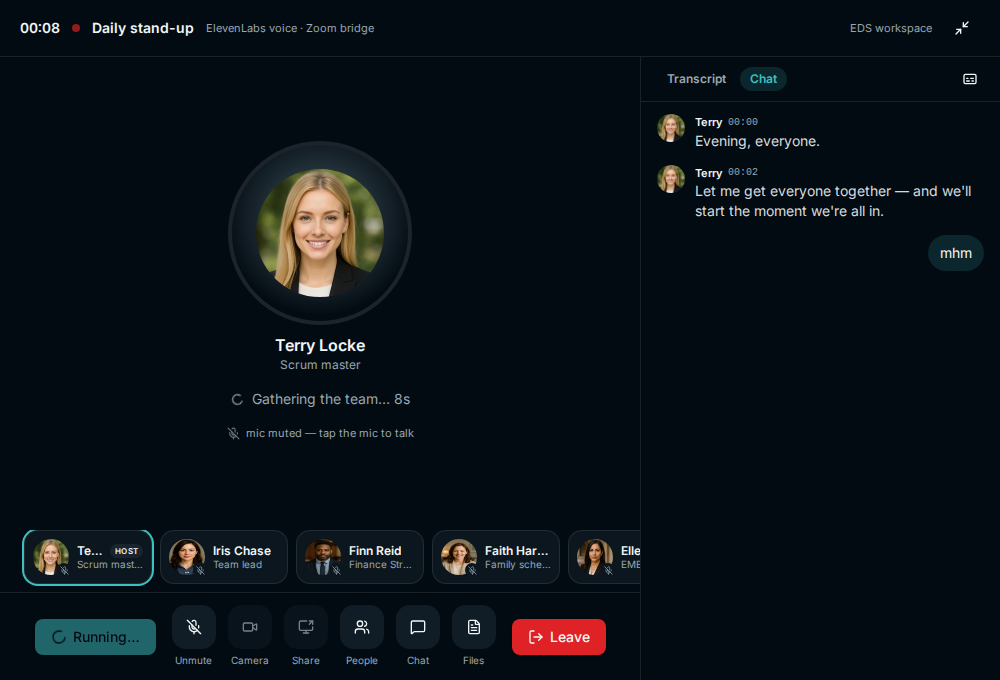 00:08 Daily stand-up ElevenLabs voice · Zoom bridge EDS workspace
Transcript Chat
Terry 00:00
Evening, everyone.
Terry 00:02
Let me get everyone together — and we'll
start the moment we're all in.
mhm
Terry Locke
Scrum master
Gathering the team... 8s
mic muted — tap the mic to talk
Te... HOST
Scrum mast...
Iris Chase
Team lead
Finn Reid
Finance Str...
Faith Har...
Family sche...
Elle
EME
Running...
Unmute
Camera
Share
People
Chat
Files
Leave